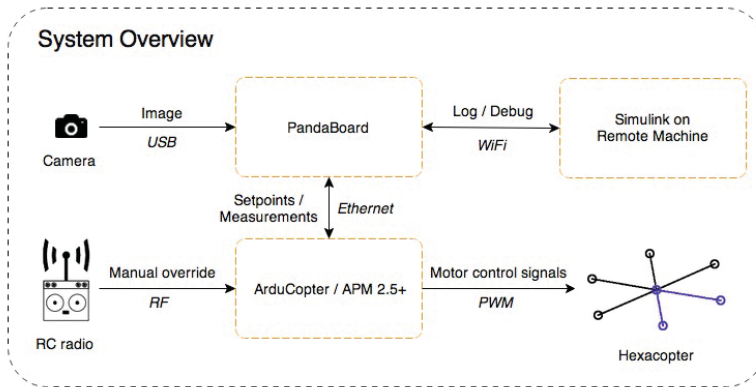 System Overview
Image
USB
Camera
PandaBoard
Log / Debug
WiFi
Simulink on
Remote Machine
Setpoints /
Measurements
Ethernet
Manual override
RF
RC radio
ArduCopter / APM 2.5+
Motor control signals
PWM
Hexacopter